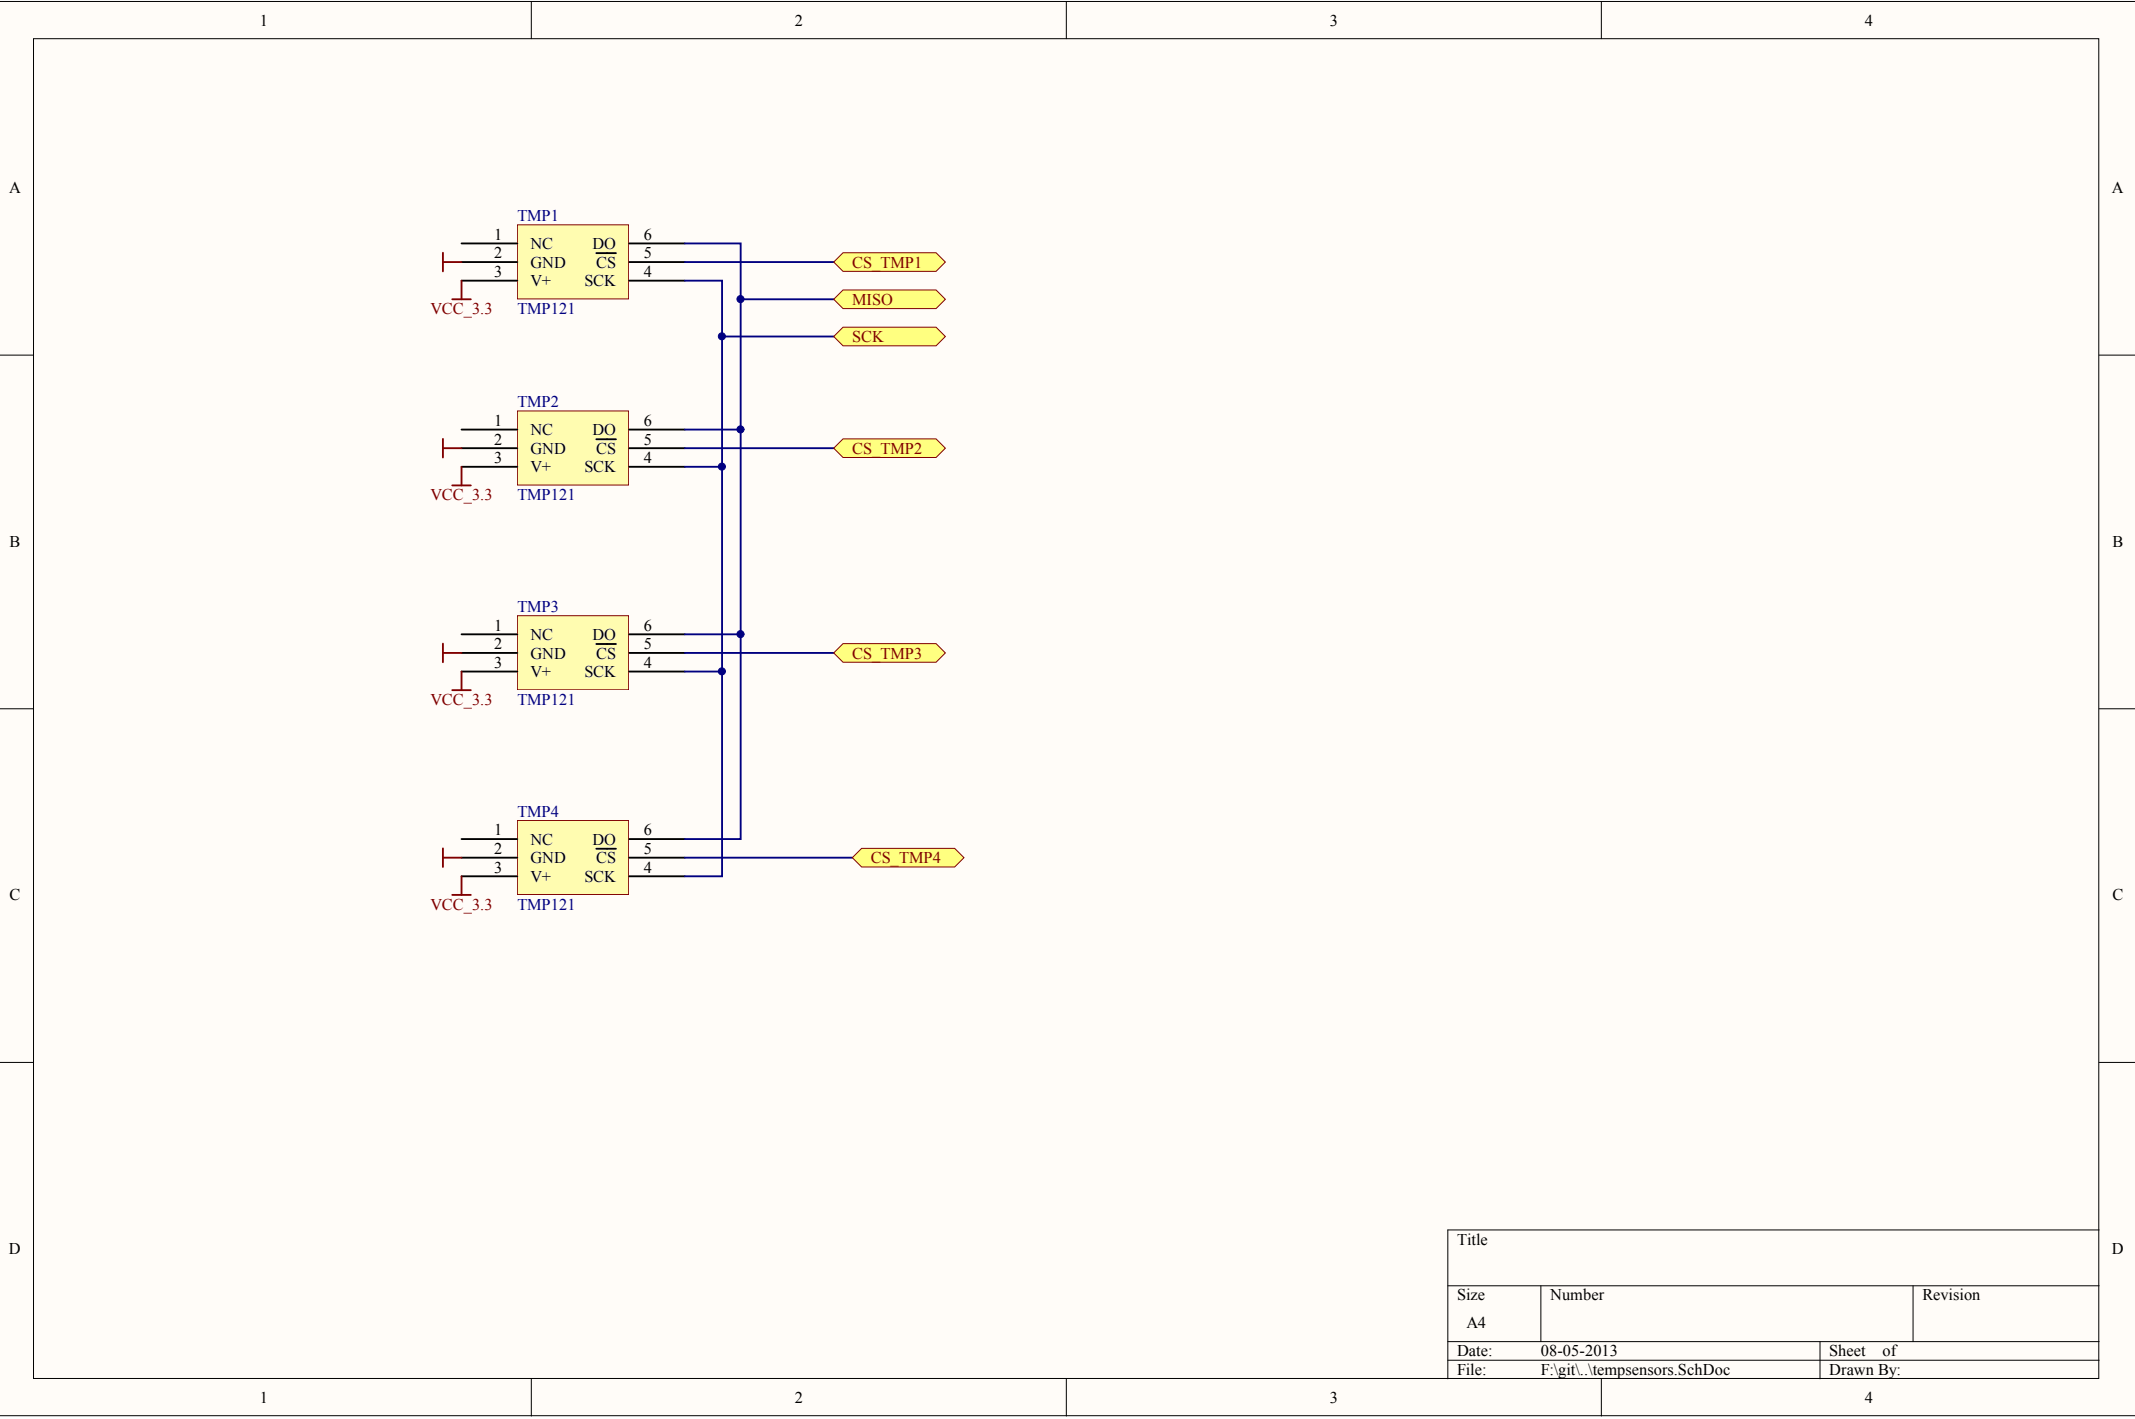 1 2 3 4
A A
TMP1
1 NC DO 6
2 GND CS 5 CS_TMP1
3 V+ SCK 4
VCC_3.3 TMP121 MISO
SCK
TMP2
1 NC DO 6
2 GND CS 5 CS_TMP2
3 V+ SCK 4
VCC_3.3 TMP121
B B
TMP3
1 NC DO 6
2 GND CS 5 CS_TMP3
3 V+ SCK 4
VCC_3.3 TMP121
TMP4
1 NC DO 6
2 GND CS 5 CS_TMP4
3 V+ SCK 4
VCC_3.3 TMP121
C C
D D
Title
Size Number Revision
A4
Date: 08-05-2013 Sheet of
File: F:\git\..\tempsensors.SchDoc Drawn By:
1 2 3 4